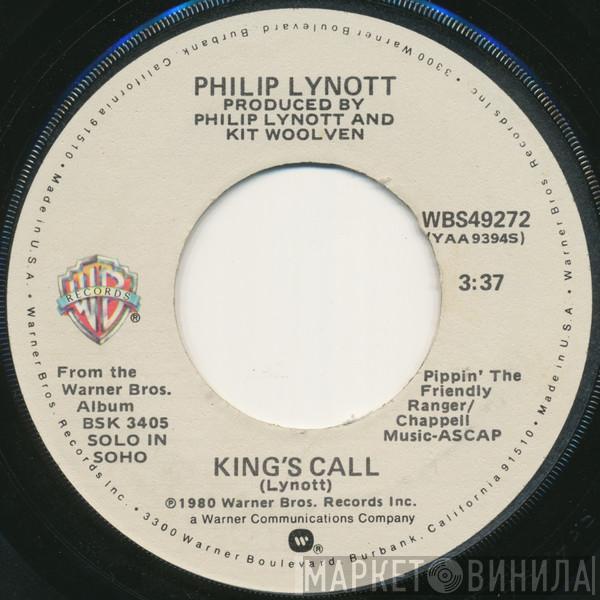 PHILIP LYNOTT
PRODUCED BY
PHILIP LYNOTT AND
KIT WOOLVEN
WBS49272
(YAA9394S)
3:37
WB
RECORDS
®
From the
Warner Bros.
Album
BSK 3405
SOLO IN
SOHO
Pippin' The
Friendly
Ranger/
Chappell
Music-ASCAP
KING'S CALL
(Lynott)
℗1980 Warner Bros. Records Inc.
a Warner Communications Company
®
Warner Bros. Records Inc. • 3300 Warner Boulevard, Burbank, California 91510 • Made in U.S.A. • Warner Bros. Records Inc. • 3300 Warner Boulevard, Burbank, California 91510 • Made in U.S.A. •
МАРКЕТ ВИНИЛА